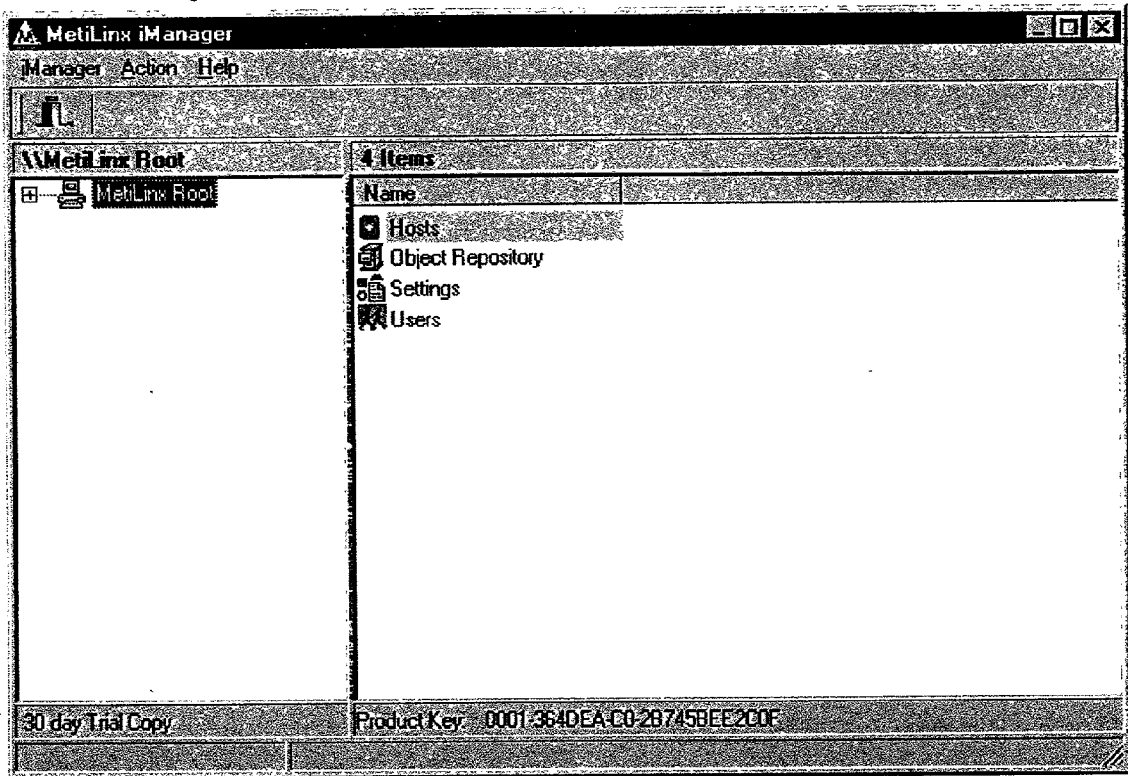 MetiLinx iManager
iManager Action Help
\\MetiLinx Root
4 Items
MetiLinx Root
Name
Hosts
Object Repository
Settings
Users
30 day Trial Copy
Product Key: 0001-364DEA-C0-2B745BEE2C0F